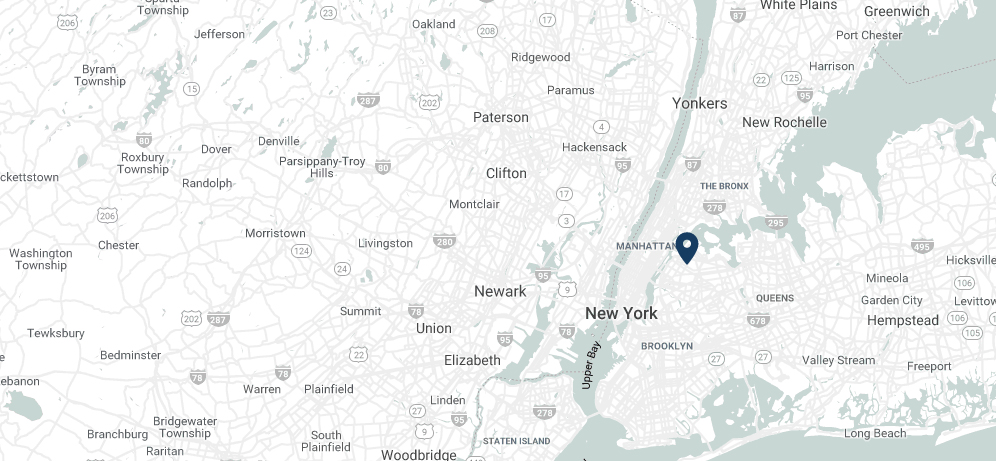 Sparta
Township
206
Jefferson
23
Oakland
208
17
87
White Plains
Greenwich
Port Chester
Byram
Township
15
287
202
Ridgewood
Paramus
22
125
Harrison
95
Yonkers
New Rochelle
Paterson
4
Hackensack
80
Roxbury
Township
Dover
Denville
Parsippany-Troy
Hills
80
95
87
ckettstown
Randolph
Clifton
17
THE BRONX
278
206
Montclair
3
295
Washington
Township
Chester
Morristown
124
Livingston
280
24
MANHATTAN
495
Hicksville
95
9
Mineola
106
Newark
New York
QUEENS
678
Garden City
Levittow
Hempstead
106
105
Summit
78
Union
78
95
202
287
Tewksbury
e
Bedminster
22
Elizabeth
Upper Bay
BROOKLYN
27
27
Valley Stream
Freeport
ebanon
78
78
Warren
Plainfield
Linden
27
95
278
9
Bridgewater
Township
Branchburg
Raritan
South
Plainfield
STATEN ISLAND
Long Beach
Woodbridge